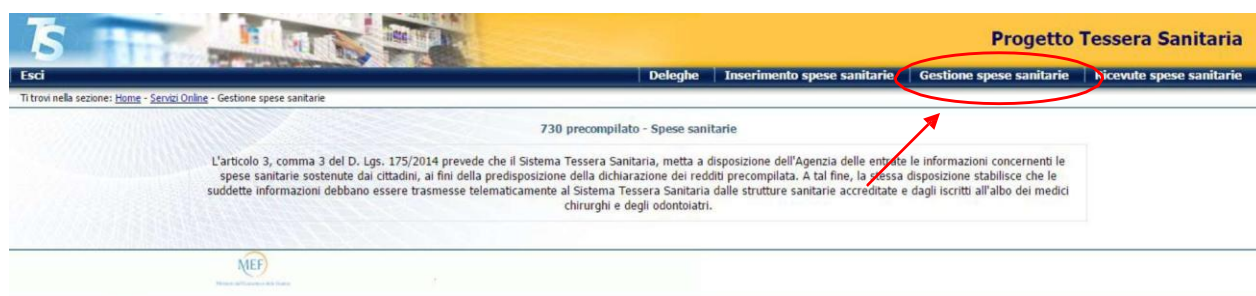 TS
Progetto Tessera Sanitaria
Esci
Deleghe
Inserimento spese sanitarie
Gestione spese sanitarie
Ricevute spese sanitarie
Ti trovi nella sezione: Home - Servizi Online - Gestione spese sanitarie
730 precompilato - Spese sanitarie
L'articolo 3, comma 3 del D. Lgs. 175/2014 prevede che il Sistema Tessera Sanitaria, metta a disposizione dell'Agenzia delle entrate le informazioni concernenti le
spese sanitarie sostenute dai cittadini, ai fini della predisposizione della dichiarazione dei redditi precompilata. A tal fine, la stessa disposizione stabilisce che le
suddette informazioni debbano essere trasmesse telematicamente al Sistema Tessera Sanitaria dalle strutture sanitarie accreditate e dagli iscritti all'albo dei medici
chirurghi e degli odontoiatri.
MEF